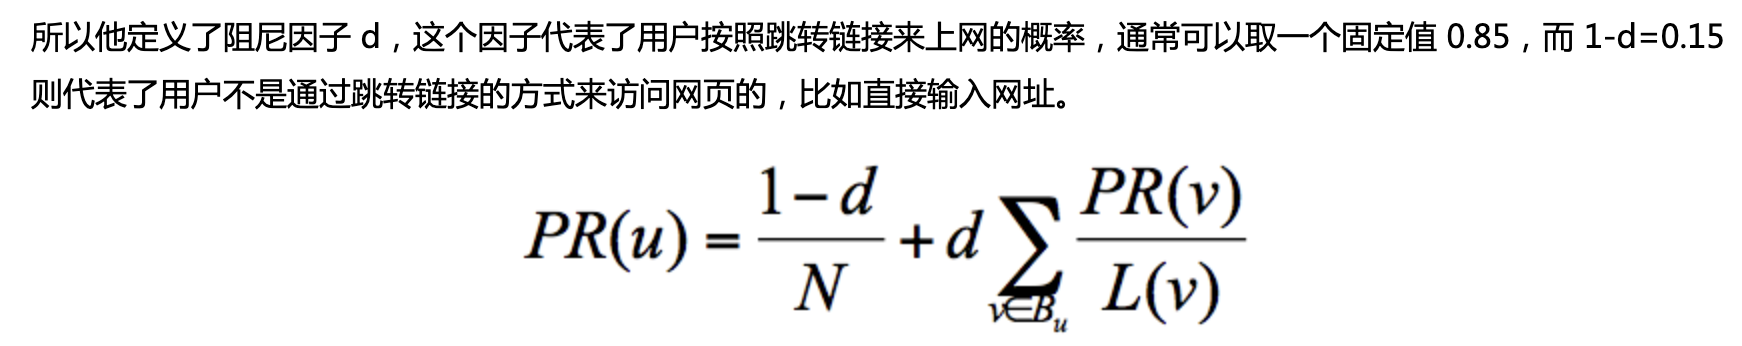 所以他定义了阻尼因子 d，这个因子代表了用户按照跳转链接来上网的概率，通常可以取一个固定值 0.85，而 1-d=0.15
则代表了用户不是通过跳转链接的方式来访问网页的，比如直接输入网址。
PR(u) = \frac{1-d}{N} + d \sum_{v \in B_u} \frac{PR(v)}{L(v)}